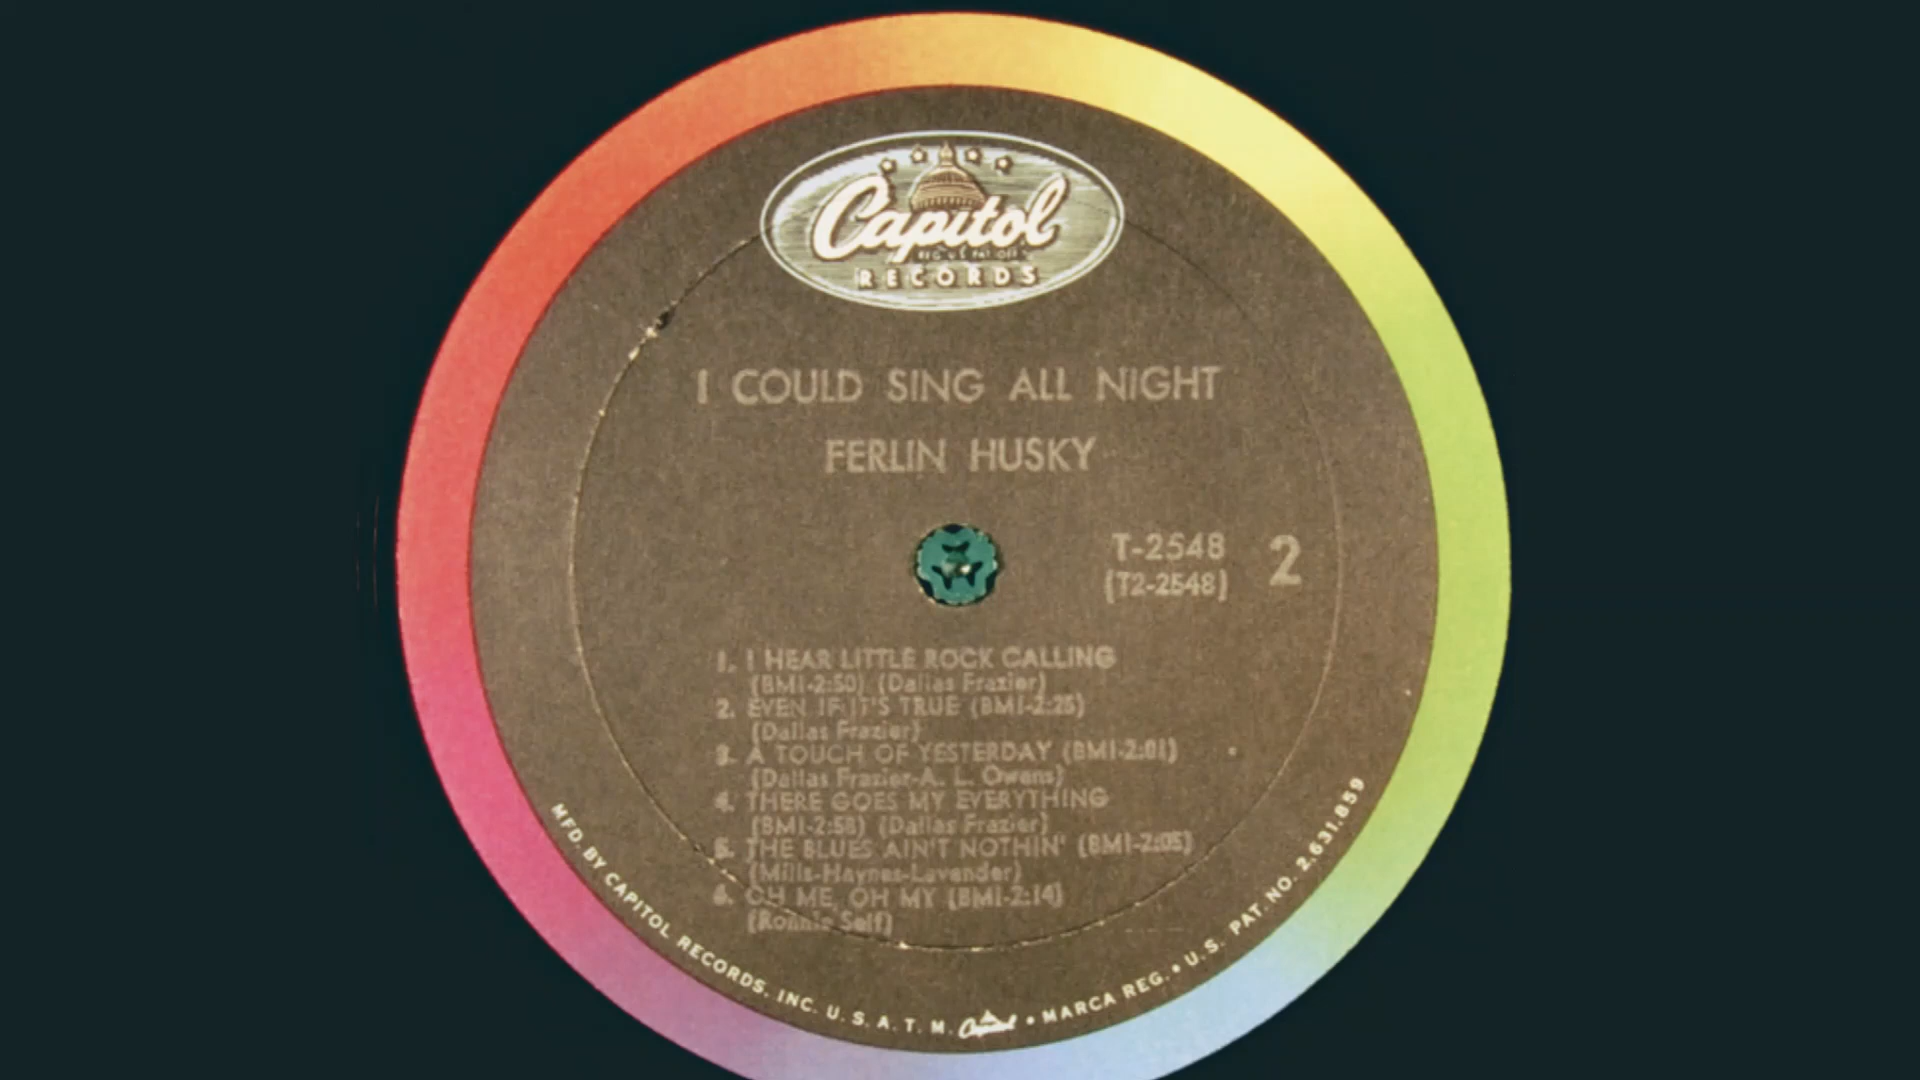 Capitol
REG. U.S. PAT. OFF.
RECORDS
I COULD SING ALL NIGHT
FERLIN HUSKY
T-2548
(T2-2548)
2
1. I HEAR LITTLE ROCK CALLING
(BMI-2:50) (Dallas Frazier)
2. EVEN IF IT'S TRUE (BMI-2:25)
(Dallas Frazier)
3. A TOUCH OF YESTERDAY (BMI-2:01)
(Dallas Frazier-A. L. Owens)
4. THERE GOES MY EVERYTHING
(BMI-2:58) (Dallas Frazier)
5. THE BLUES AIN'T NOTHIN' (BMI-2:05)
(Mills-Haynes-Lavender)
6. OH ME, OH MY (BMI-2:14)
(Ronnie Self)
MFD. BY CAPITOL RECORDS, INC. U.S.A. T.M. Capitol • MARCA REG. • U.S. PAT. NO. 2,631,859